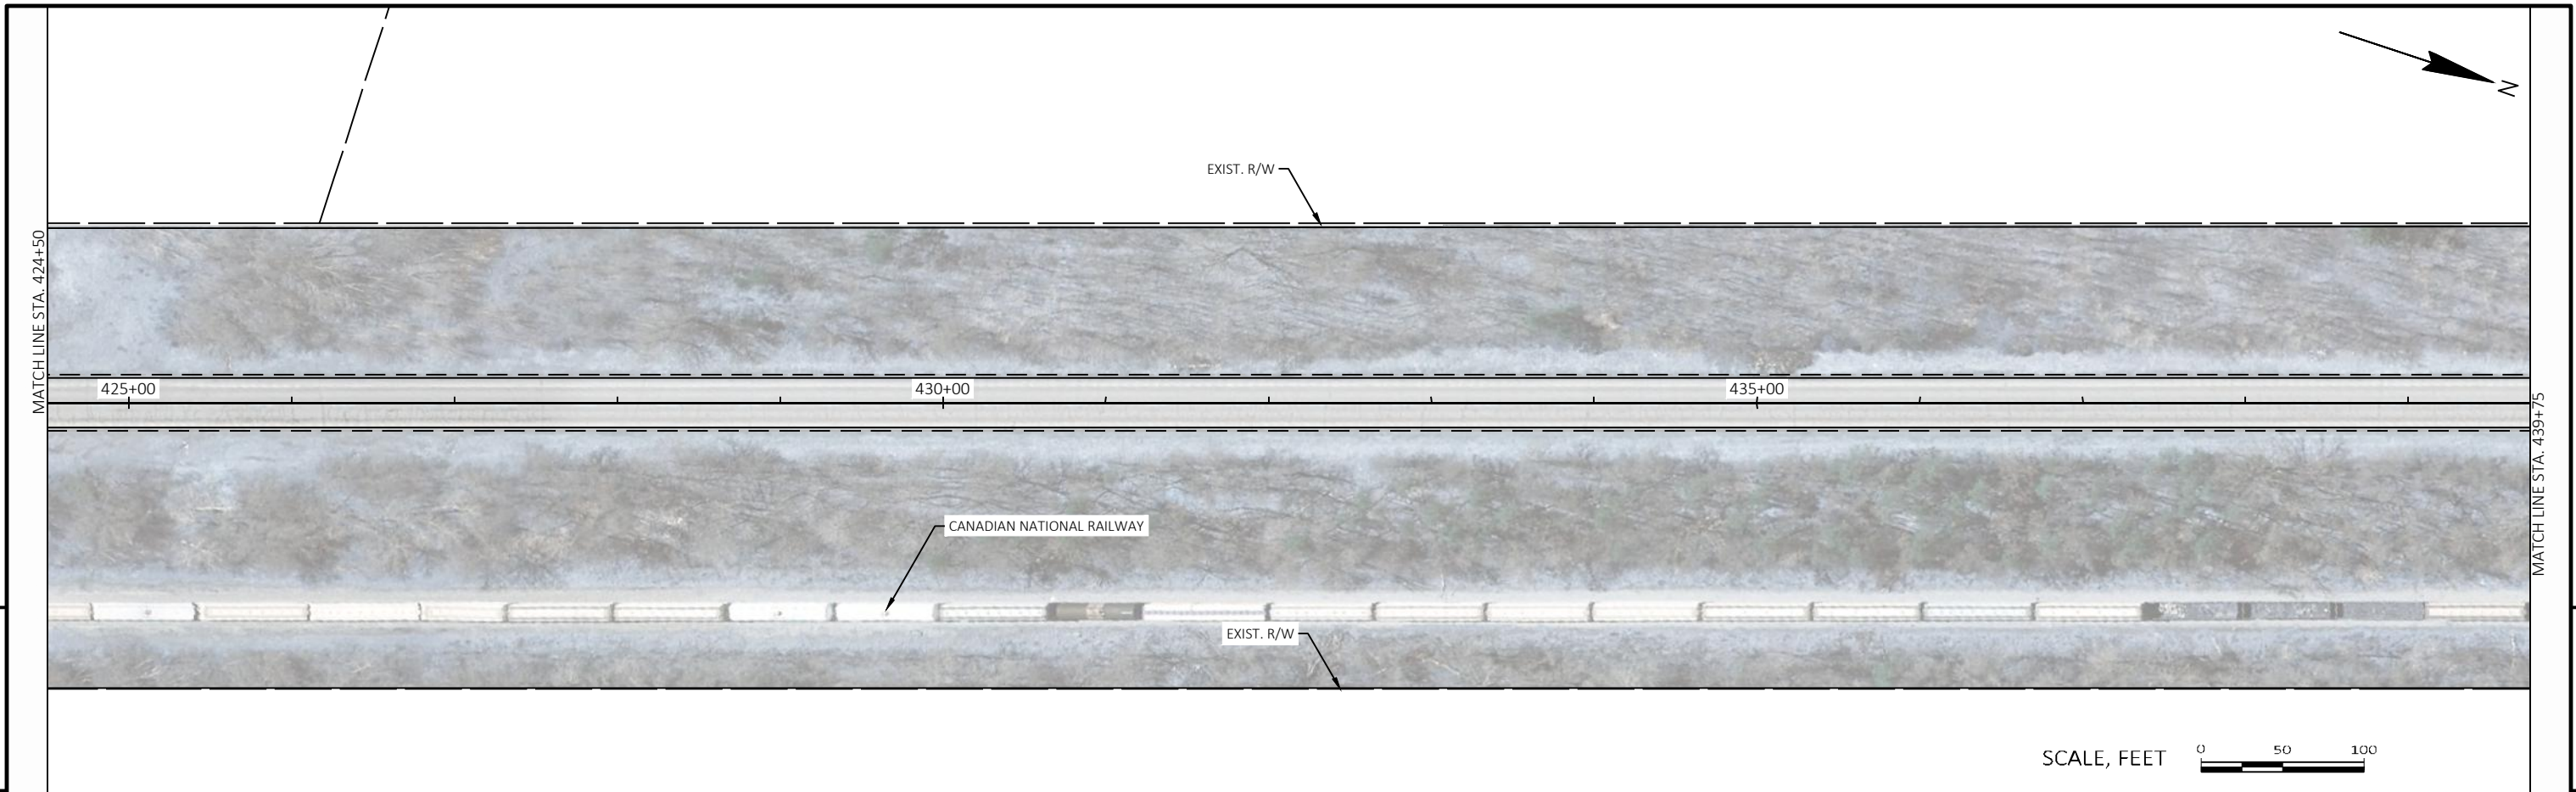 N
EXIST. R/W
MATCH LINE STA. 424+50
425+00
430+00
435+00
MATCH LINE STA. 439+75
CANADIAN NATIONAL RAILWAY
EXIST. R/W
SCALE, FEET
0 50 100